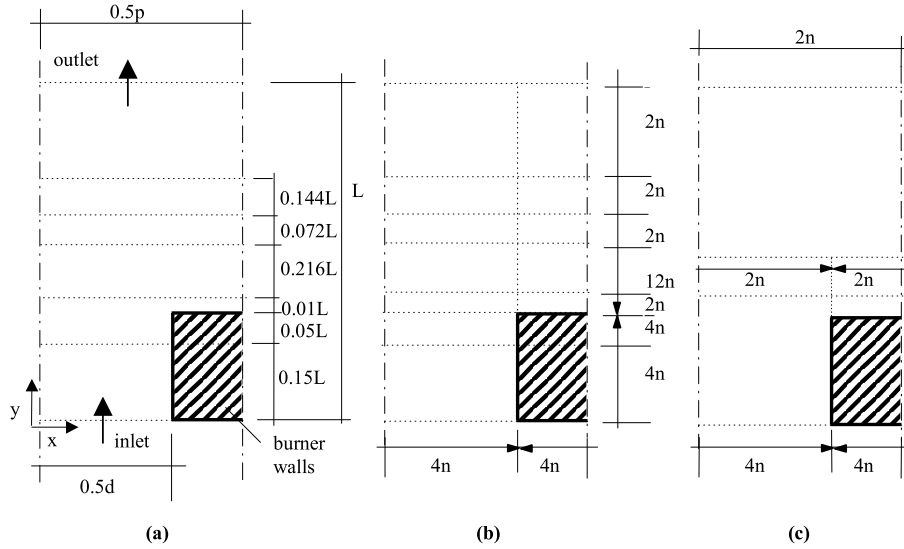 0.5p
outlet
L
0.144L
0.072L
0.216L
0.01L
0.05L
0.15L
y
x
inlet
burner
walls
0.5d
(a)
2n
2n
2n
12n
2n
4n
4n
4n
4n
(b)
2n
2n
2n
4n
4n
(c)